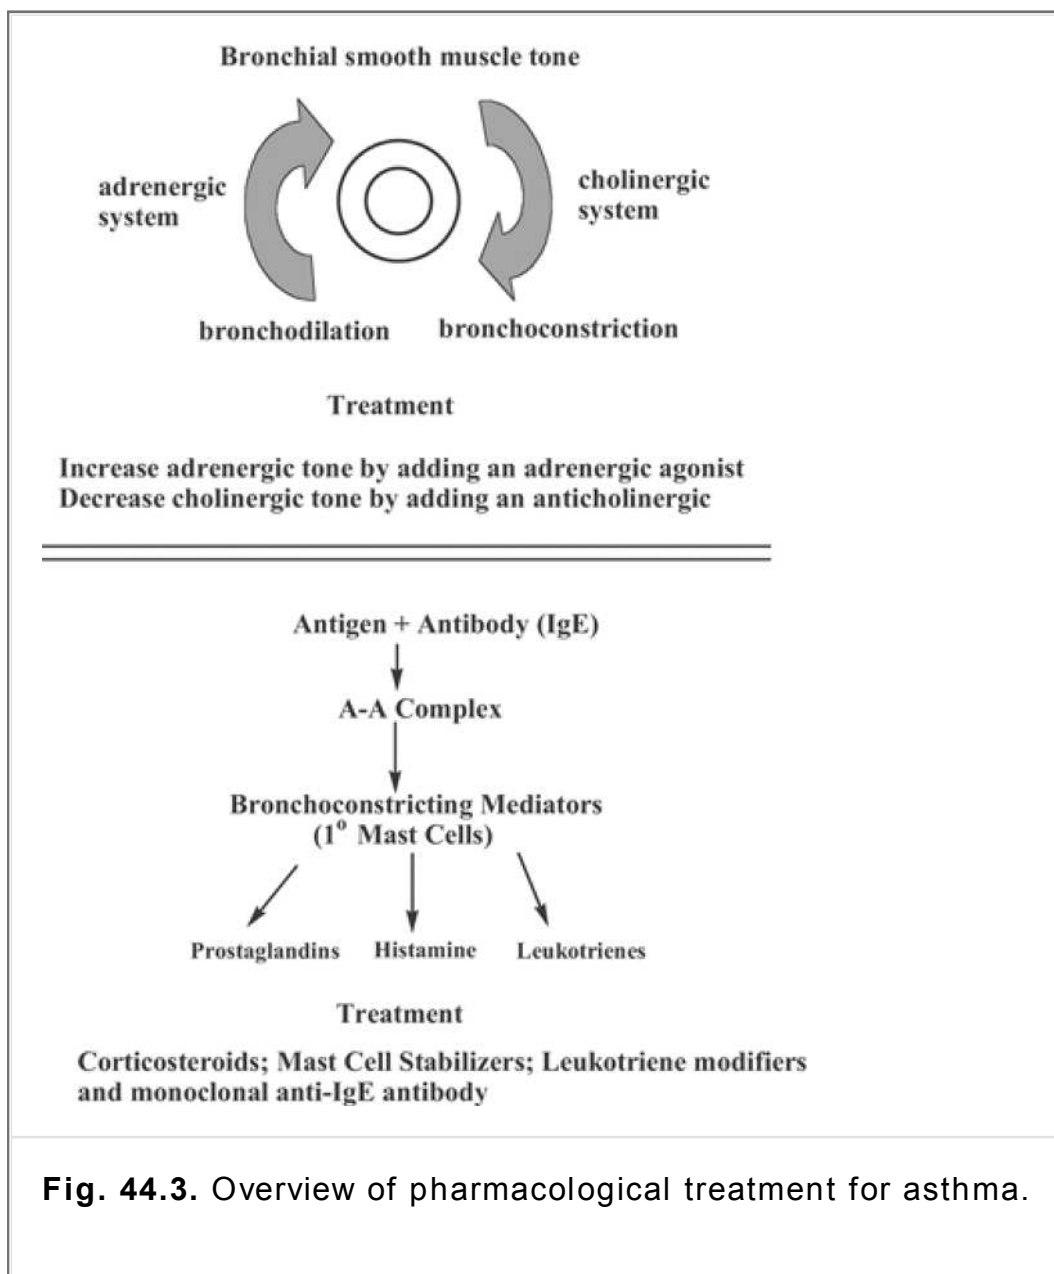 Bronchial smooth muscle tone
adrenergic
system
cholinergic
system
bronchodilation
bronchoconstriction
Treatment
Increase adrenergic tone by adding an adrenergic agonist
Decrease cholinergic tone by adding an anticholinergic
Antigen + Antibody (IgE)
A-A Complex
Bronchoconstricting Mediators
(1º Mast Cells)
Prostaglandins Histamine Leukotrienes
Treatment
Corticosteroids; Mast Cell Stabilizers; Leukotriene modifiers
and monoclonal anti-IgE antibody
Fig. 44.3. Overview of pharmacological treatment for asthma.